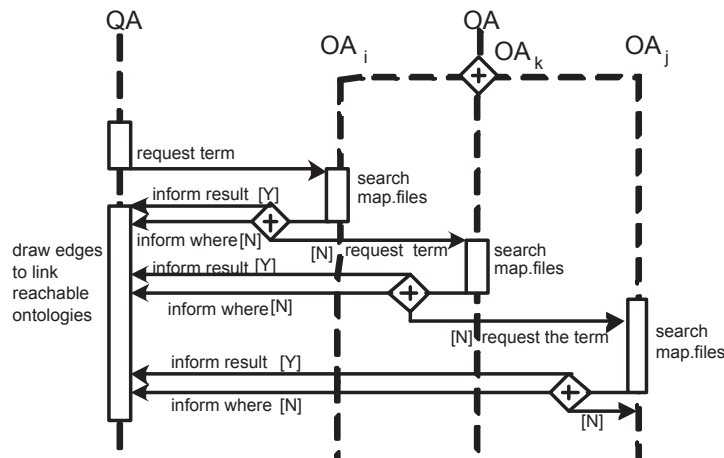 QA
QA
OA i
OA k
OA j
request term
search
map.files
inform result [Y]
inform where [N]
[N] request term
search
map.files
draw edges
to link
reachable
ontologies
inform result [Y]
inform where [N]
[N] request the term
search
map.files
inform result [Y]
inform where [N]
[N]